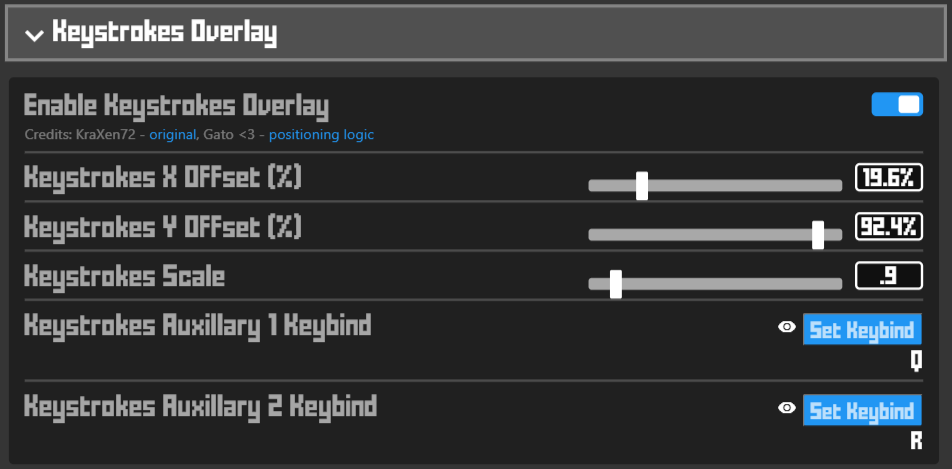 Keystrokes Overlay
Enable Keystrokes Overlay
Credits: KraXen72 - original, Gato <3 - positioning logic
Keystrokes X Offset (%)
19.6%
Keystrokes Y Offset (%)
92.4%
Keystrokes Scale
.9
Keystrokes Auxillary 1 Keybind
Set Keybind
Q
Keystrokes Auxillary 2 Keybind
Set Keybind
R